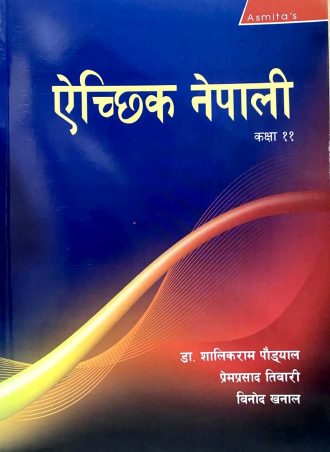 Asmita's
ऐच्छिक नेपाली
कक्षा ११
डा. शालिकराम पौड्याल
प्रेमप्रसाद तिवारी
विनोद खनाल